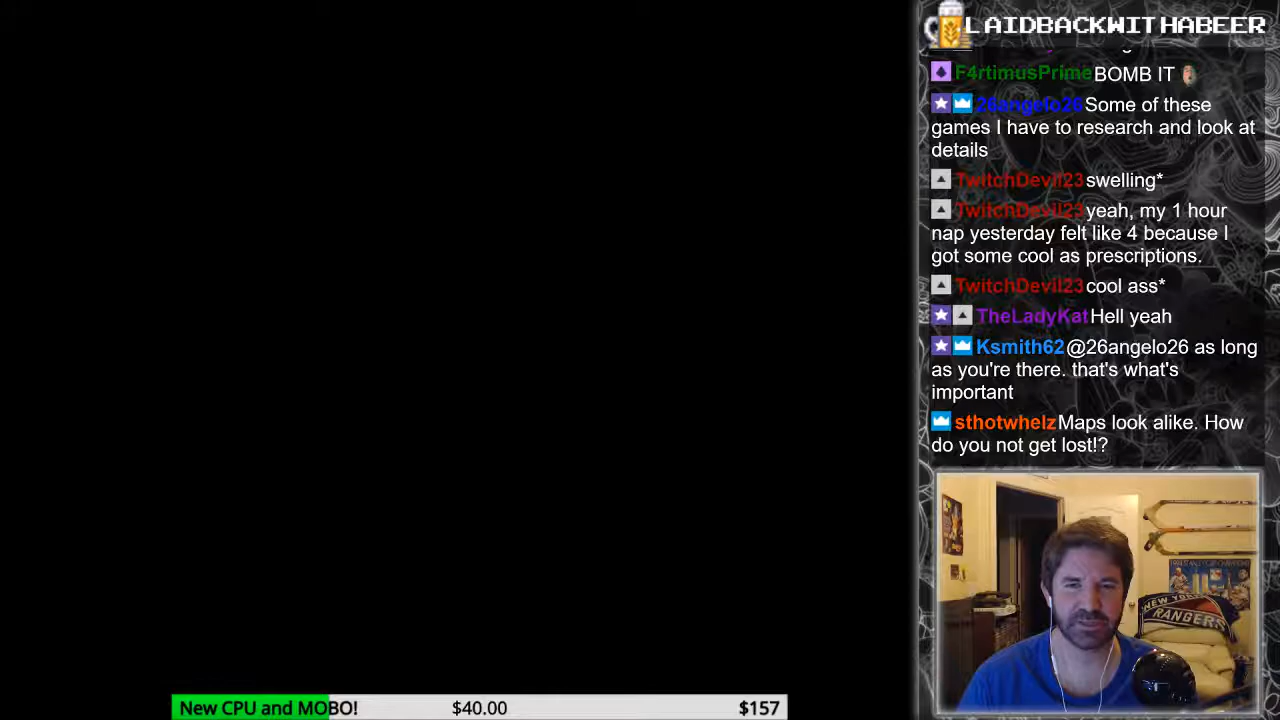 LAIDBACKWITHABEER
F4rtimusPrime BOMB IT
26angelo26 Some of these
games I have to research and look at
details
TwitchDevil23 swelling*
TwitchDevil23 yeah, my 1 hour
nap yesterday felt like 4 because I
got some cool as prescriptions.
TwitchDevil23 cool ass*
TheLadyKat Hell yeah
Ksmith62 @26angelo26 as long
as you're there. that's what's
important
sthotwhelz Maps look alike. How
do you not get lost!?
NEW YORK
RANGERS
New CPU and MOBO! $40.00 $157